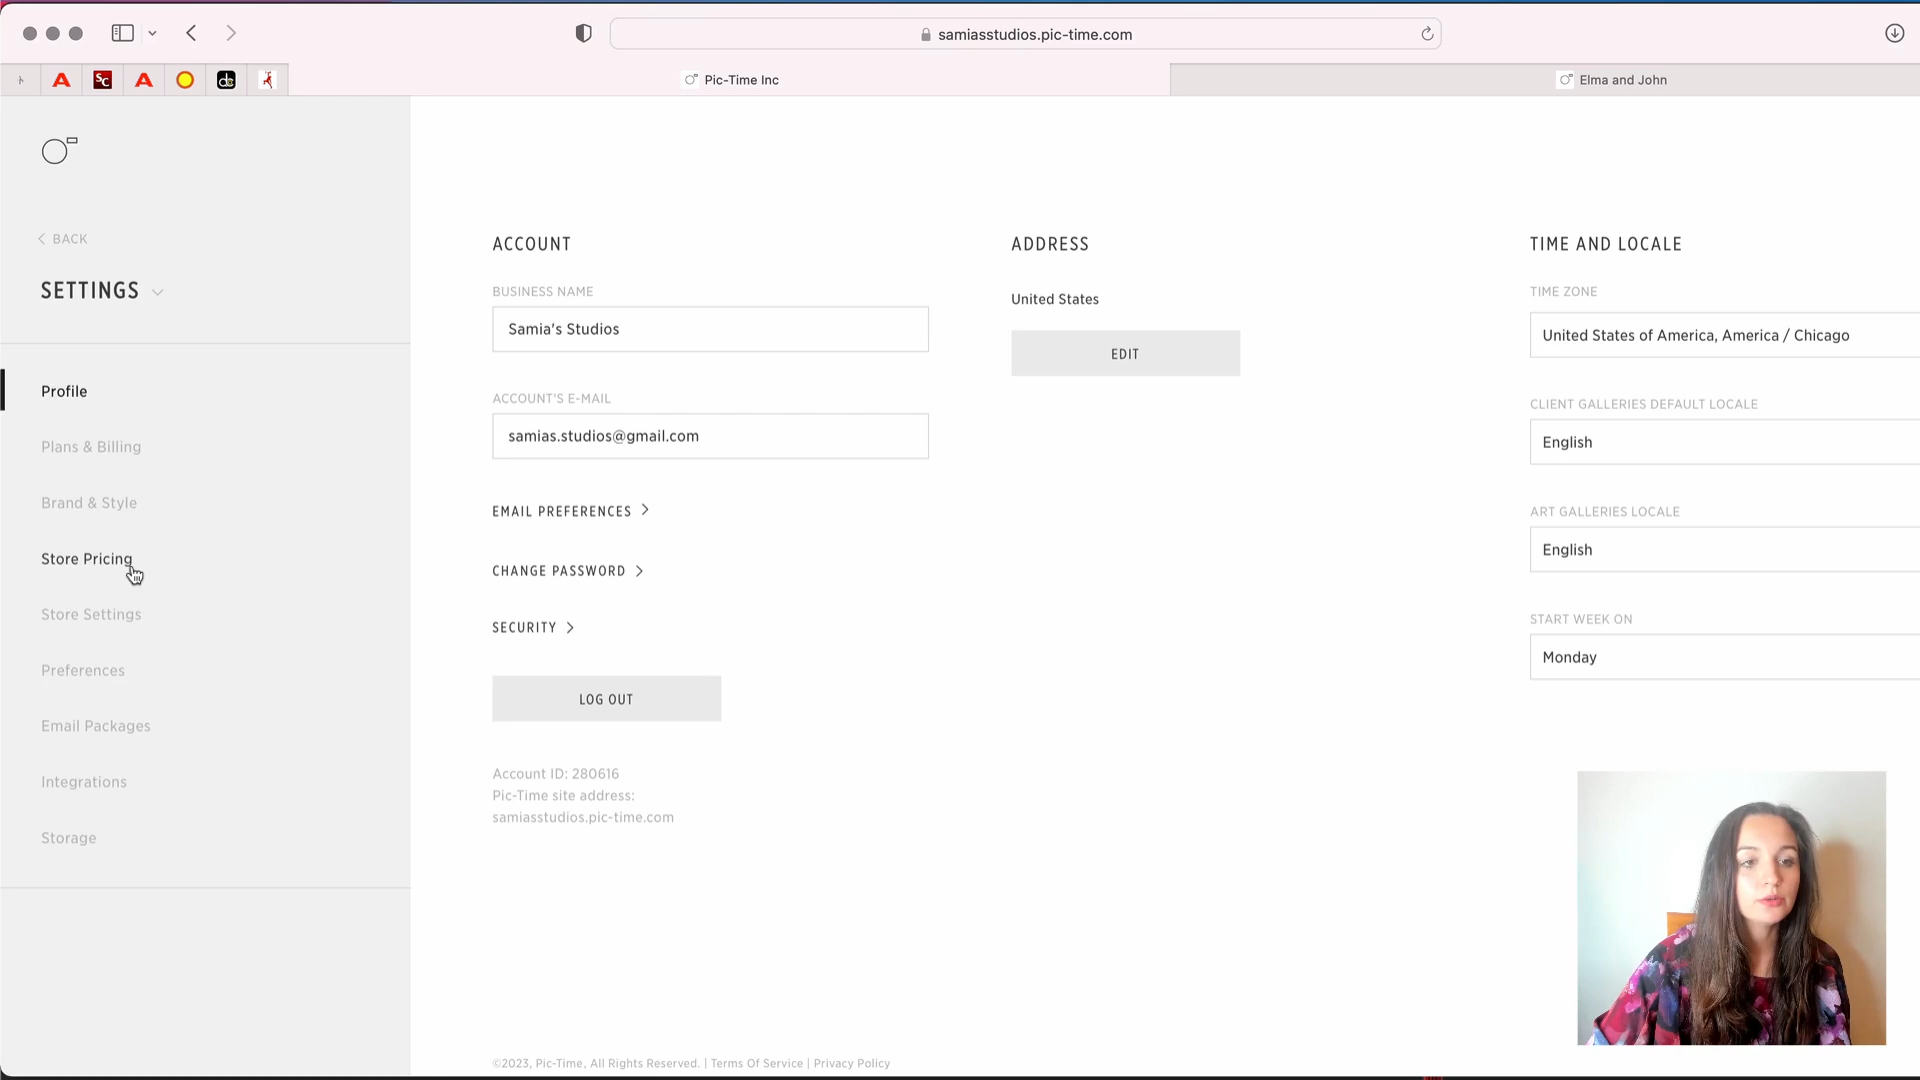 samiasstudios.pic-time.com
Pic-Time Inc
Elma and John
BACK
SETTINGS
Profile
Plans & Billing
Brand & Style
Store Pricing
Store Settings
Preferences
Email Packages
Integrations
Storage
ACCOUNT
BUSINESS NAME
Samia's Studios
ACCOUNT'S E-MAIL
samias.studios@gmail.com
EMAIL PREFERENCES
CHANGE PASSWORD
SECURITY
LOG OUT
Account ID: 280616
Pic-Time site address:
samiasstudios.pic-time.com
ADDRESS
United States
EDIT
TIME AND LOCALE
TIME ZONE
United States of America, America / Chicago
CLIENT GALLERIES DEFAULT LOCALE
English
ART GALLERIES LOCALE
English
START WEEK ON
Monday
©2023, Pic-Time, All Rights Reserved. | Terms Of Service | Privacy Policy